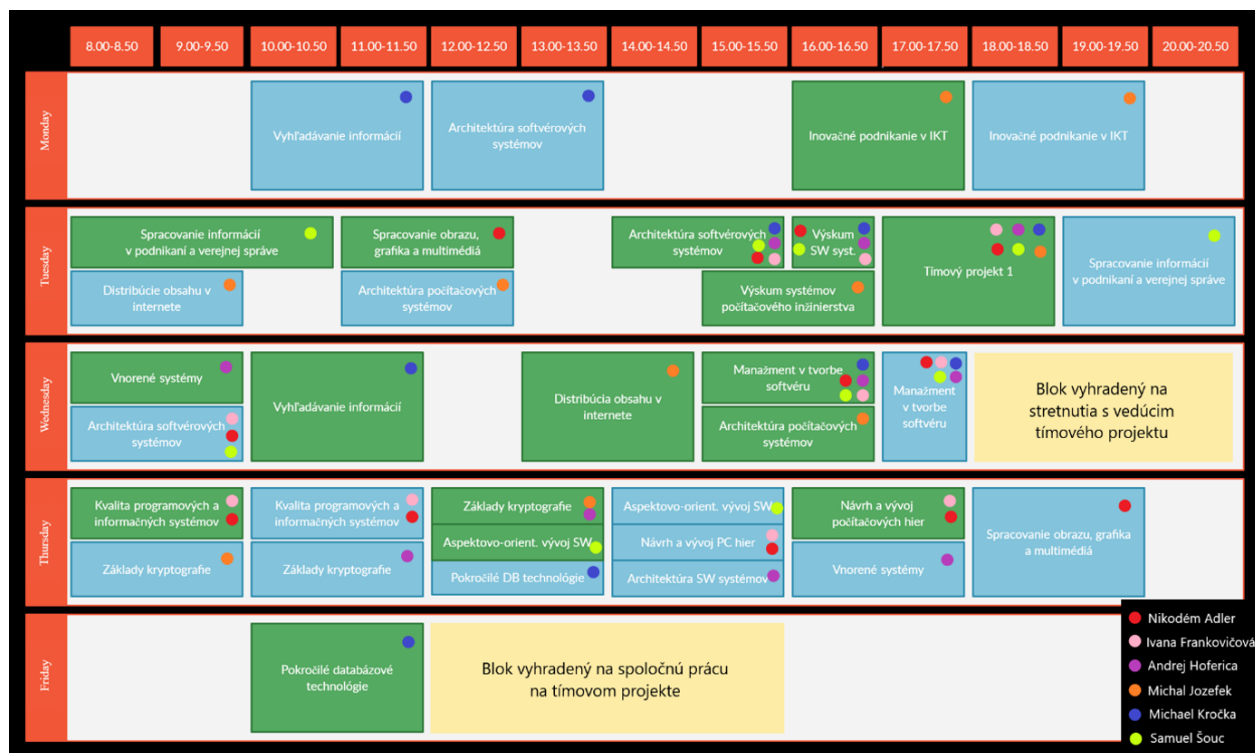 8.00-8.50 9.00-9.50 10.00-10.50 11.00-11.50 12.00-12.50 13.00-13.50 14.00-14.50 15.00-15.50 16.00-16.50 17.00-17.50 18.00-18.50 19.00-19.50 20.00-20.50
Monday
Vyhľadávanie informácií
Architektúra softvérových
systémov
Inovačné podnikanie v IKT
Inovačné podnikanie v IKT
Tuesday
Spracovanie informácií
v podnikaní a verejnej správe
Distribúcie obsahu v
internete
Spracovanie obrazu,
grafika a multimédiá
Architektúra počítačových
systémov
Architektúra softvérových
systémov
Výskum
SW syst.
Výskum systémov
počítačového inžinierstva
Tímový projekt 1
Spracovanie informácií
v podnikaní a verejnej správe
Wednesday
Vnorené systémy
Architektúra softvérových
systémov
Vyhľadávanie informácií
Distribúcia obsahu v
internete
Manažment v tvorbe
softvéru
Architektúra počítačových
systémov
Manažment
v tvorbe
softvéru
Blok vyhradený na
stretnutia s vedúcim
tímového projektu
Thursday
Kvalita programových a
informačných systémov
Základy kryptografie
Kvalita programových a
informačných systémov
Základy kryptografie
Základy kryptografie
Aspektovo-orient. vývoj SW
Pokročilé DB technológie
Aspektovo-orient. vývoj SW
Návrh a vývoj PC hier
Architektúra SW systémov
Návrh a vývoj
počítačových hier
Vnorené systémy
Spracovanie obrazu, grafika
a multimédiá
Friday
Pokročilé databázové
technológie
Blok vyhradený na spoločnú prácu
na tímovom projekte
Nikodém Adler
Ivana Frankovičová
Andrej Hoferica
Michal Jozefek
Michael Kročka
Samuel Šouc